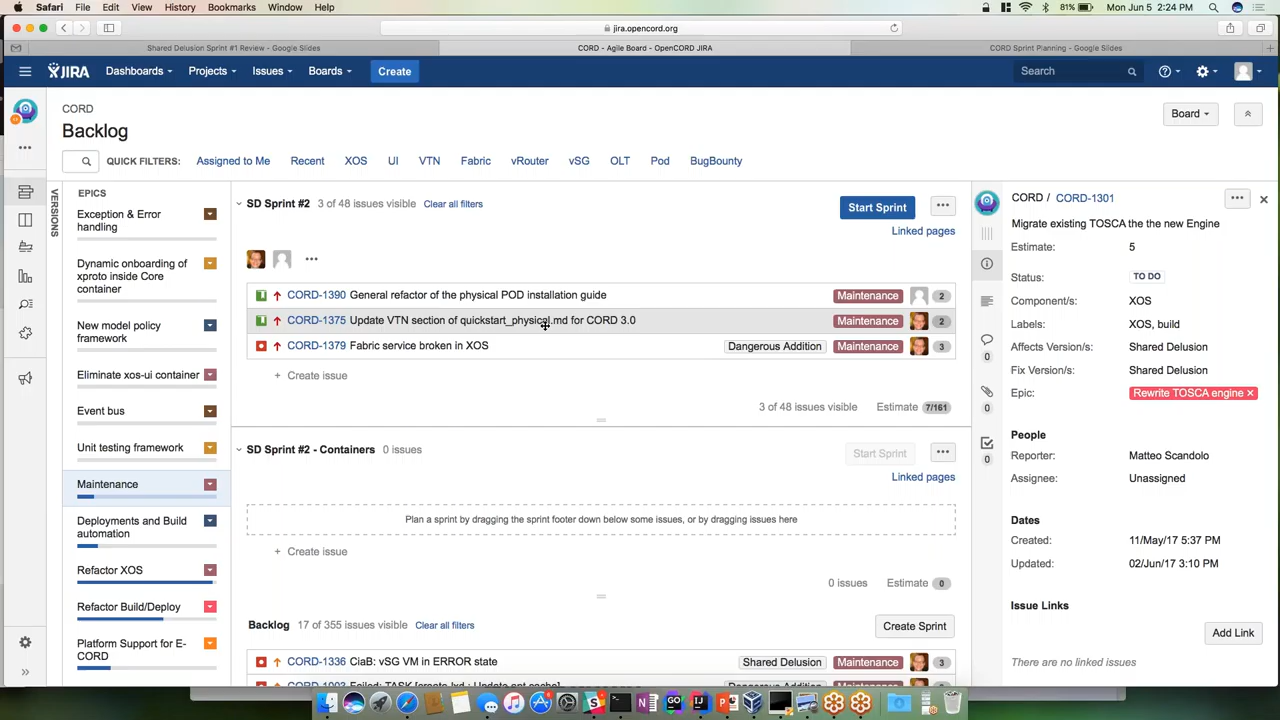 Safari File Edit View History Bookmarks Window Help 81% Mon Jun 5 2:24 PM
jira.opencord.org
Shared Delusion Sprint #1 Review - Google Slides CORD - Agile Board - OpenCORD JIRA CORD Sprint Planning - Google Slides
JIRA Dashboards Projects Issues Boards Create Search
CORD
Backlog
Board
QUICK FILTERS: Assigned to Me Recent XOS UI VTN Fabric vRouter vSG OLT Pod BugBounty
VERSIONS
EPICS
Exception & Error
handling
Dynamic onboarding of
xproto inside Core
container
New model policy
framework
Eliminate xos-ui container
Event bus
Unit testing framework
Maintenance
Deployments and Build
automation
Refactor XOS
Refactor Build/Deploy
Platform Support for E-
CORD
SD Sprint #2 3 of 48 issues visible Clear all filters
Start Sprint
Linked pages
CORD-1390 General refactor of the physical POD installation guide Maintenance 2
CORD-1375 Update VTN section of quickstart_physical.md for CORD 3.0 Maintenance 2
CORD-1379 Fabric service broken in XOS Dangerous Addition Maintenance 3
+ Create issue
3 of 48 issues visible Estimate 7/161
SD Sprint #2 - Containers 0 issues
Start Sprint
Linked pages
Plan a sprint by dragging the sprint footer down below some issues, or by dragging issues here
+ Create issue
0 issues Estimate 0
Backlog 17 of 355 issues visible Clear all filters
Create Sprint
CORD-1336 CiaB: vSG VM in ERROR state Shared Delusion Maintenance 3
CORD / CORD-1301
Migrate existing TOSCA the the new Engine
Estimate: 5
Status: TO DO
Component/s: XOS
Labels: XOS, build
Affects Version/s: Shared Delusion
Fix Version/s: Shared Delusion
Epic: Rewrite TOSCA engine
0
0
0
People
Reporter: Matteo Scandolo
Assignee: Unassigned
Dates
Created: 11/May/17 5:37 PM
Updated: 02/Jun/17 3:10 PM
Issue Links
Add Link
There are no linked issues